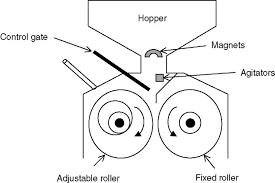 Hopper
Control gate
Magnets
Agitators
Adjustable roller
Fixed roller